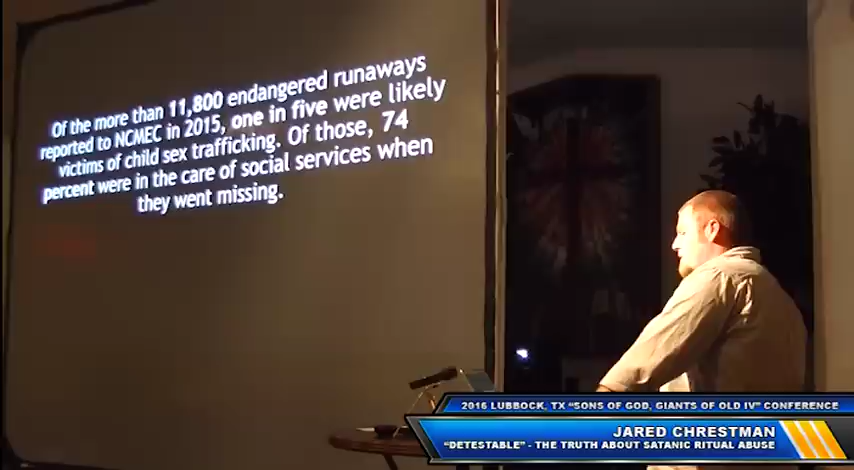 Of the more than 11,800 endangered runaways
reported to NCMEC in 2015, one in five were likely
victims of child sex trafficking. Of those, 74
percent were in the care of social services when
they went missing.
2016 LUBBOCK, TX "SONS OF GOD, GIANTS OF OLD IV" CONFERENCE
JARED CHRESTMAN
"DETESTABLE" - THE TRUTH ABOUT SATANIC RITUAL ABUSE